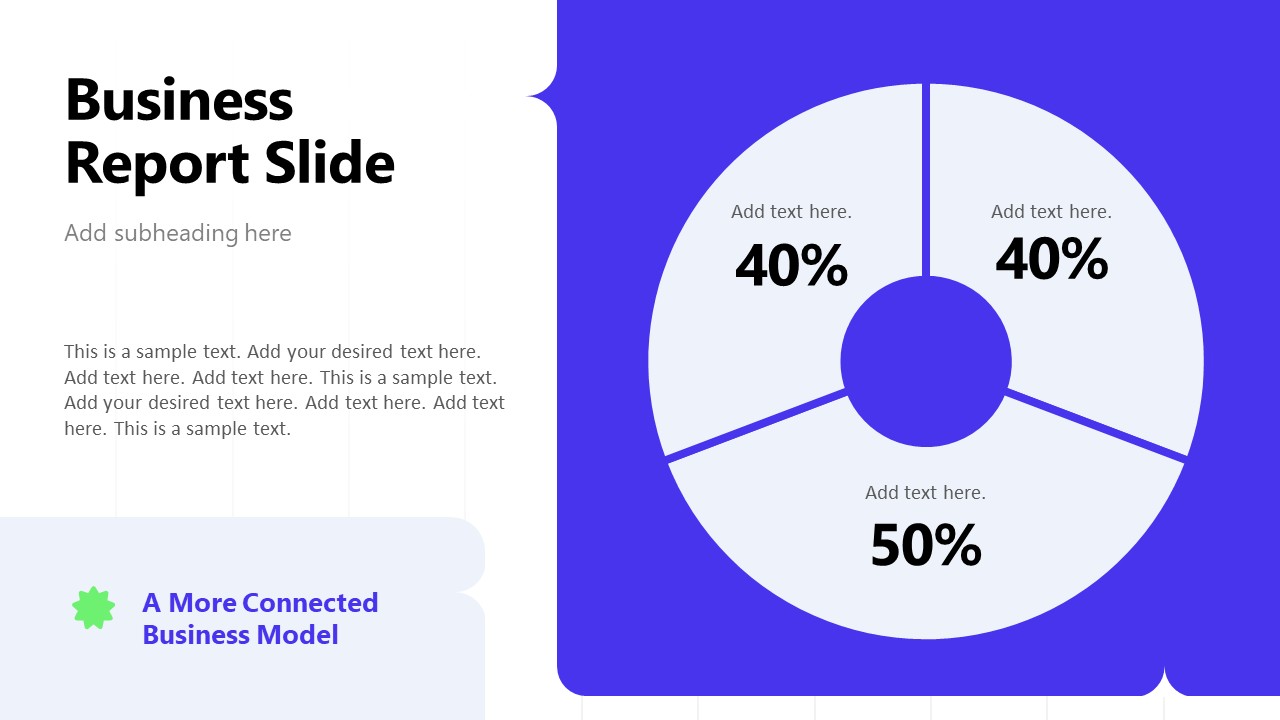 Business
Report Slide
Add subheading here
This is a sample text. Add your desired text here.
Add text here. Add text here. This is a sample text.
Add your desired text here. Add text here. Add text
here. This is a sample text.
A More Connected
Business Model
Add text here.
40%
Add text here.
40%
Add text here.
50%